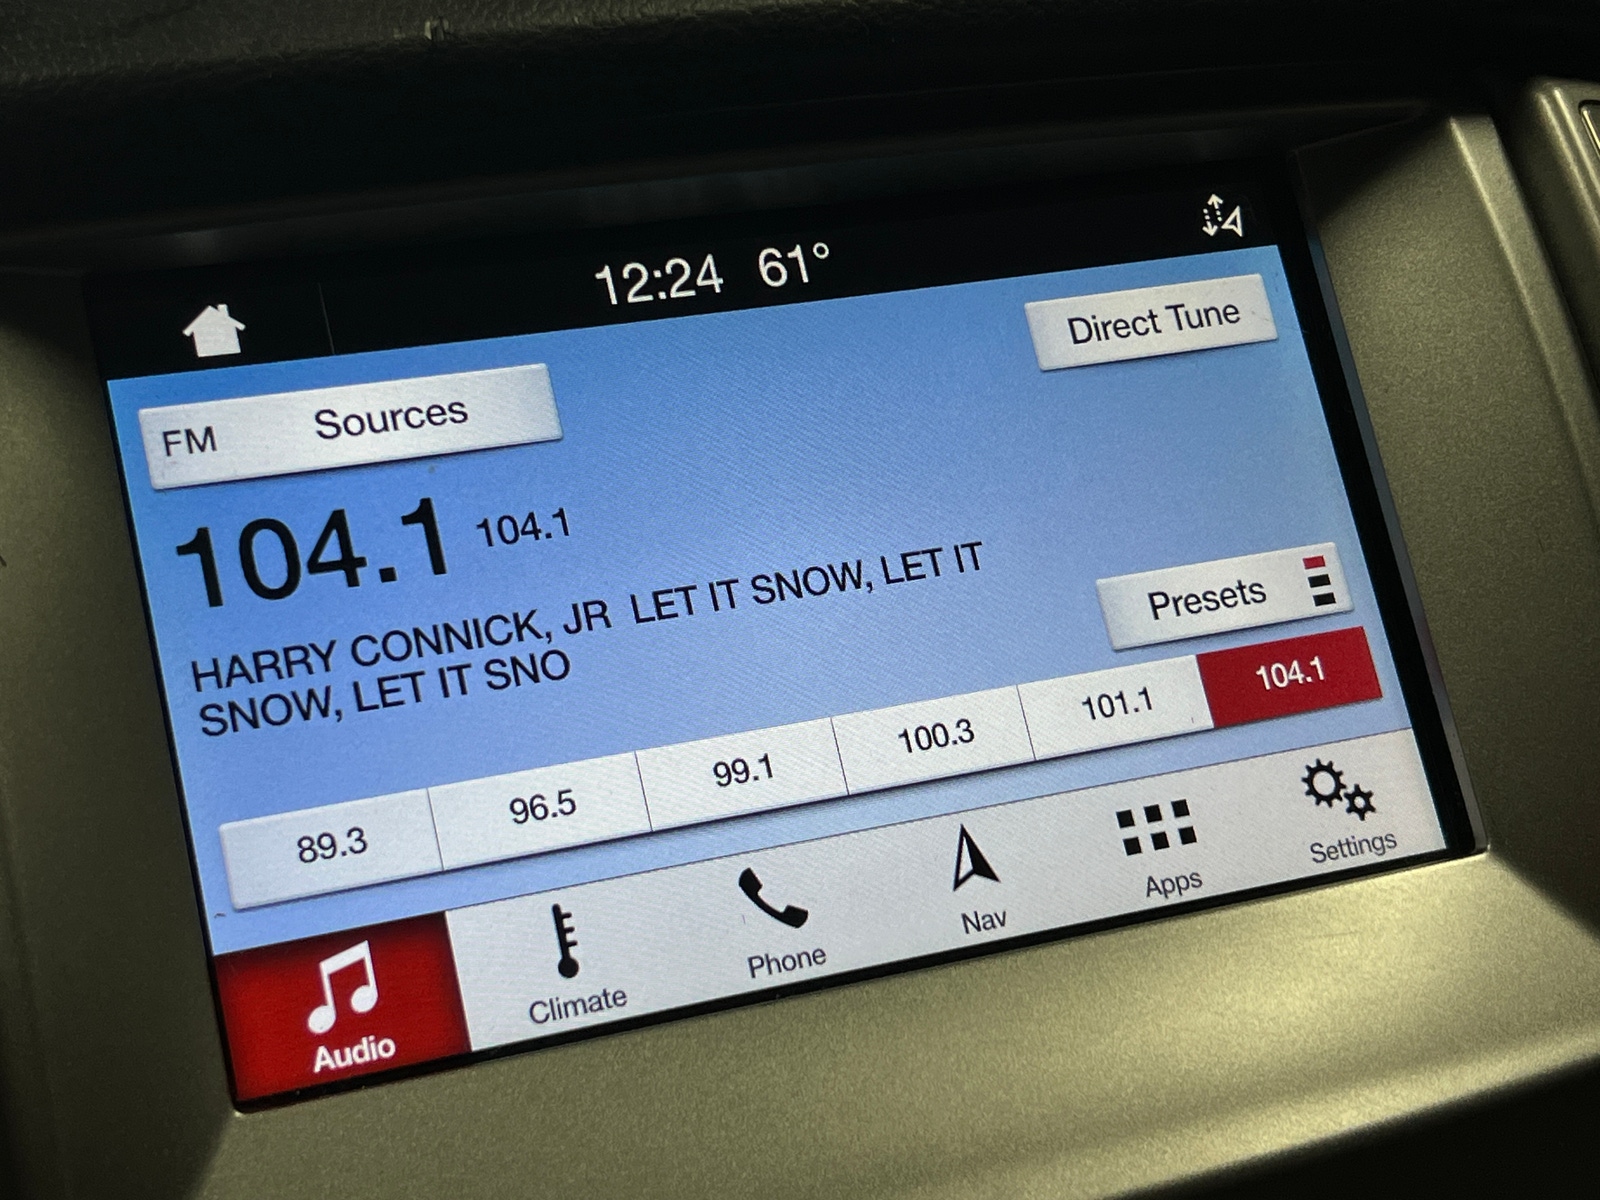 12:24 61°
Direct Tune
FM Sources
104.1 104.1
HARRY CONNICK, JR LET IT SNOW, LET IT
SNOW, LET IT SNO
Presets
89.3 96.5 99.1 100.3 101.1 104.1
Audio Climate Phone Nav Apps Settings